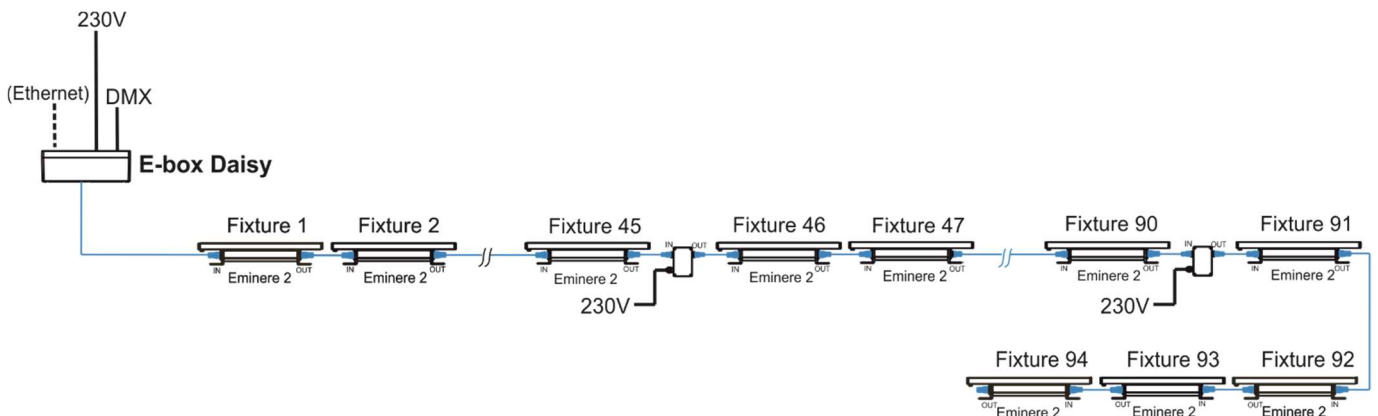 230V
(Ethernet) DMX
E-box Daisy
Fixture 1 Fixture 2 Fixture 45 Fixture 46 Fixture 47 Fixture 90 Fixture 91
IN OUT IN OUT
IN OUT IN OUT IN OUT IN OUT IN OUT IN OUT IN OUT
Eminere 2 Eminere 2 Eminere 2 Eminere 2 Eminere 2 Eminere 2 Eminere 2
230V 230V
Fixture 94 Fixture 93 Fixture 92
OUT IN OUT IN OUT IN
Eminere 2 Eminere 2 Eminere 2